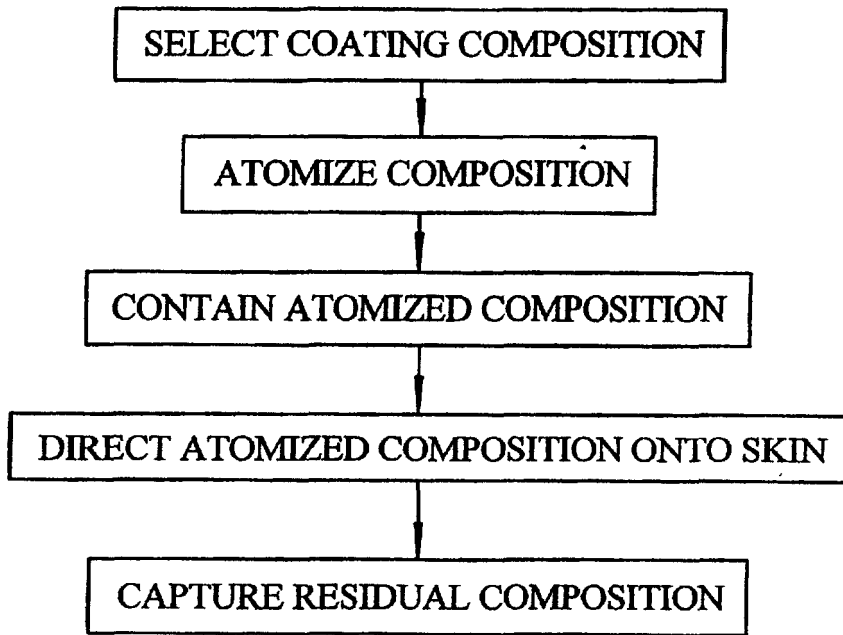 SELECT COATING COMPOSITION
ATOMIZE COMPOSITION
CONTAIN ATOMIZED COMPOSITION
DIRECT ATOMIZED COMPOSITION ONTO SKIN
CAPTURE RESIDUAL COMPOSITION